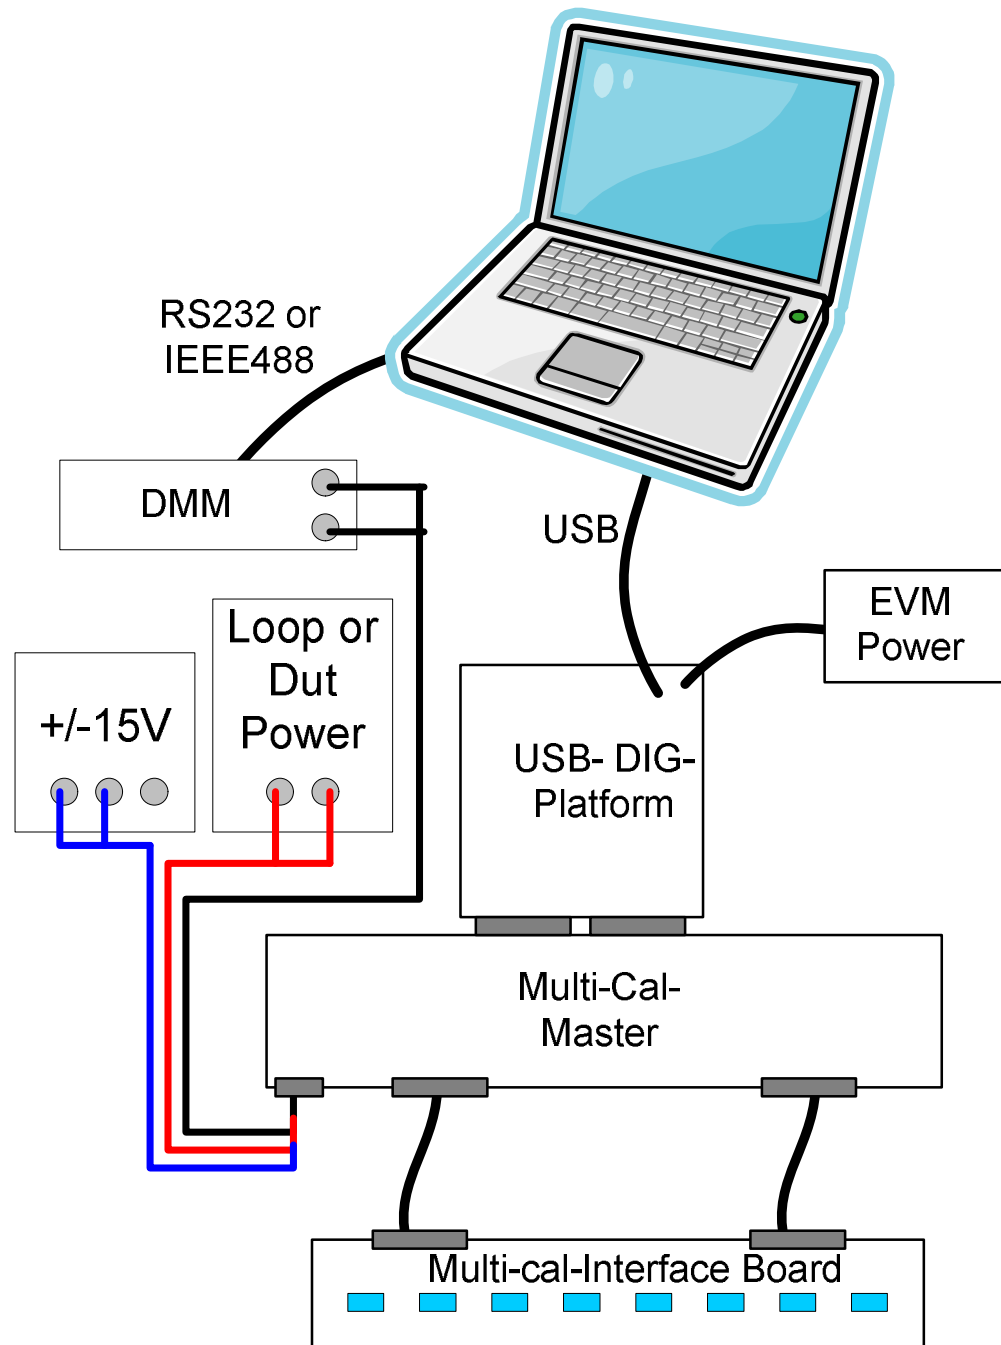 RS232 or
IEEE488
DMM
USB
EVM
Power
Loop or
Dut
Power
+/-15V
USB- DIG-
Platform
Multi-Cal-
Master
Multi-cal-Interface Board